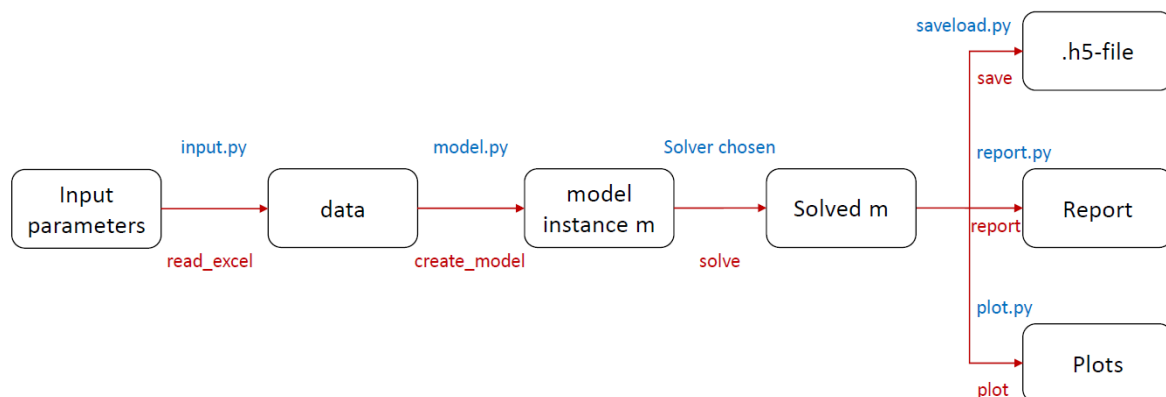 saveload.py
.h5-file
save
input.py
model.py
Solver chosen
report.py
Input
parameters
data
model
instance m
Solved m
Report
read_excel
create_model
solve
report
plot.py
Plots
plot